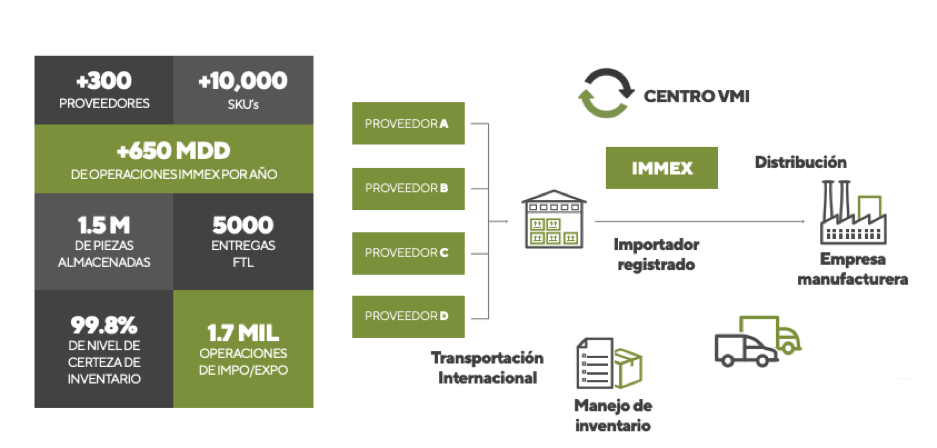 +300
PROVEEDORES
+10,000
SKU's
+650 MDD
DE OPERACIONES IMMEX POR AÑO
1.5 M
DE PIEZAS
ALMACENADAS
5000
ENTREGAS
FTL
99.8%
DE NIVEL DE
CERTEZA DE
INVENTARIO
1.7 MIL
OPERACIONES
DE IMPO/EXPO
CENTRO VMI
PROVEEDOR A
PROVEEDOR B
PROVEEDOR C
PROVEEDOR D
IMMEX
Distribución
Importador
registrado
Empresa
manufacturera
Transportación
Internacional
Manejo de
inventario